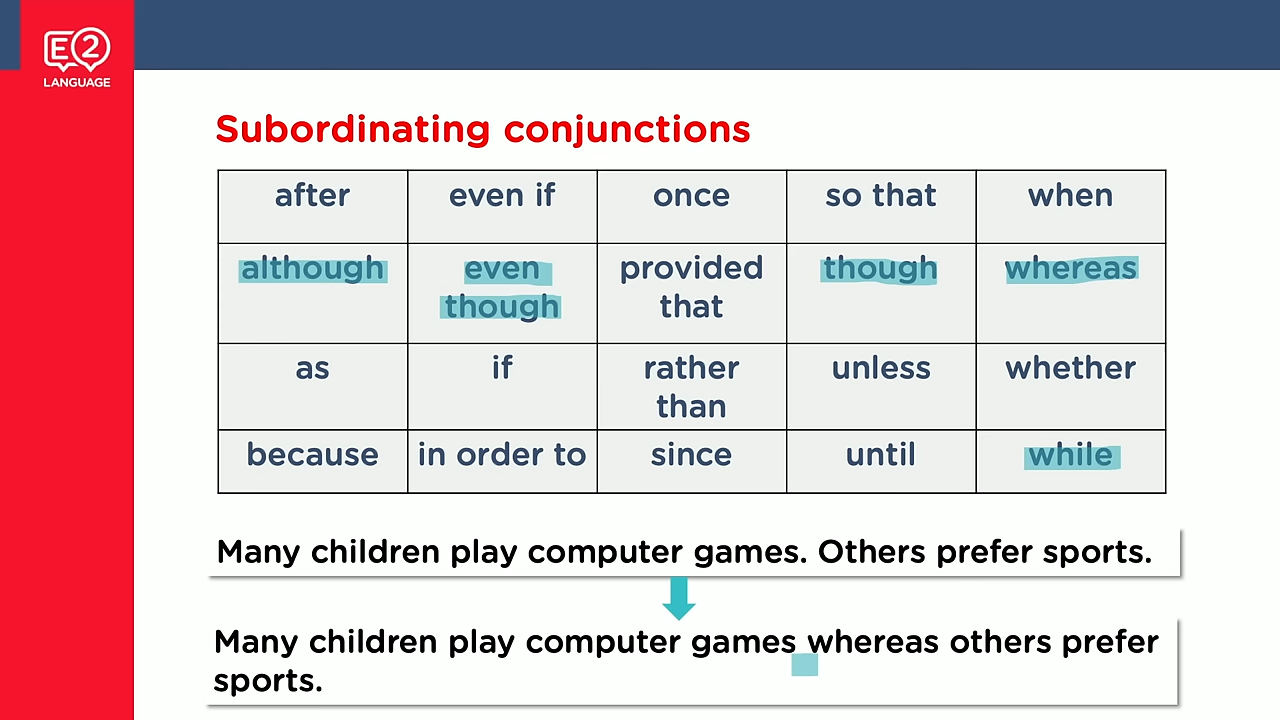 E2
LANGUAGE
Subordinating conjunctions
after even if once so that when
although even though provided that though whereas
as if rather than unless whether
because in order to since until while
Many children play computer games. Others prefer sports.
Many children play computer games whereas others prefer
sports.